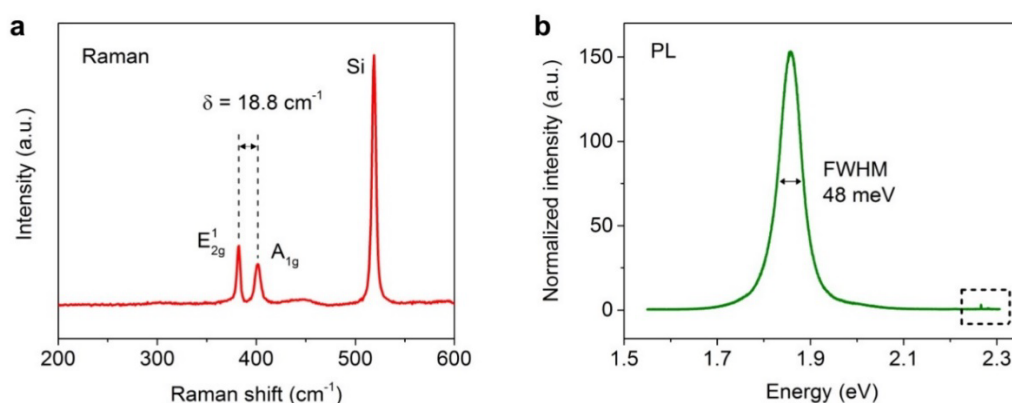 a
Raman
Si
δ = 18.8 cm⁻¹
E¹₂g
A₁g
Intensity (a.u.)
200
300
400
500
600
Raman shift (cm⁻¹)
b
PL
150
100
50
0
FWHM
48 meV
Normalized intensity (a.u.)
1.5
1.7
1.9
2.1
2.3
Energy (eV)